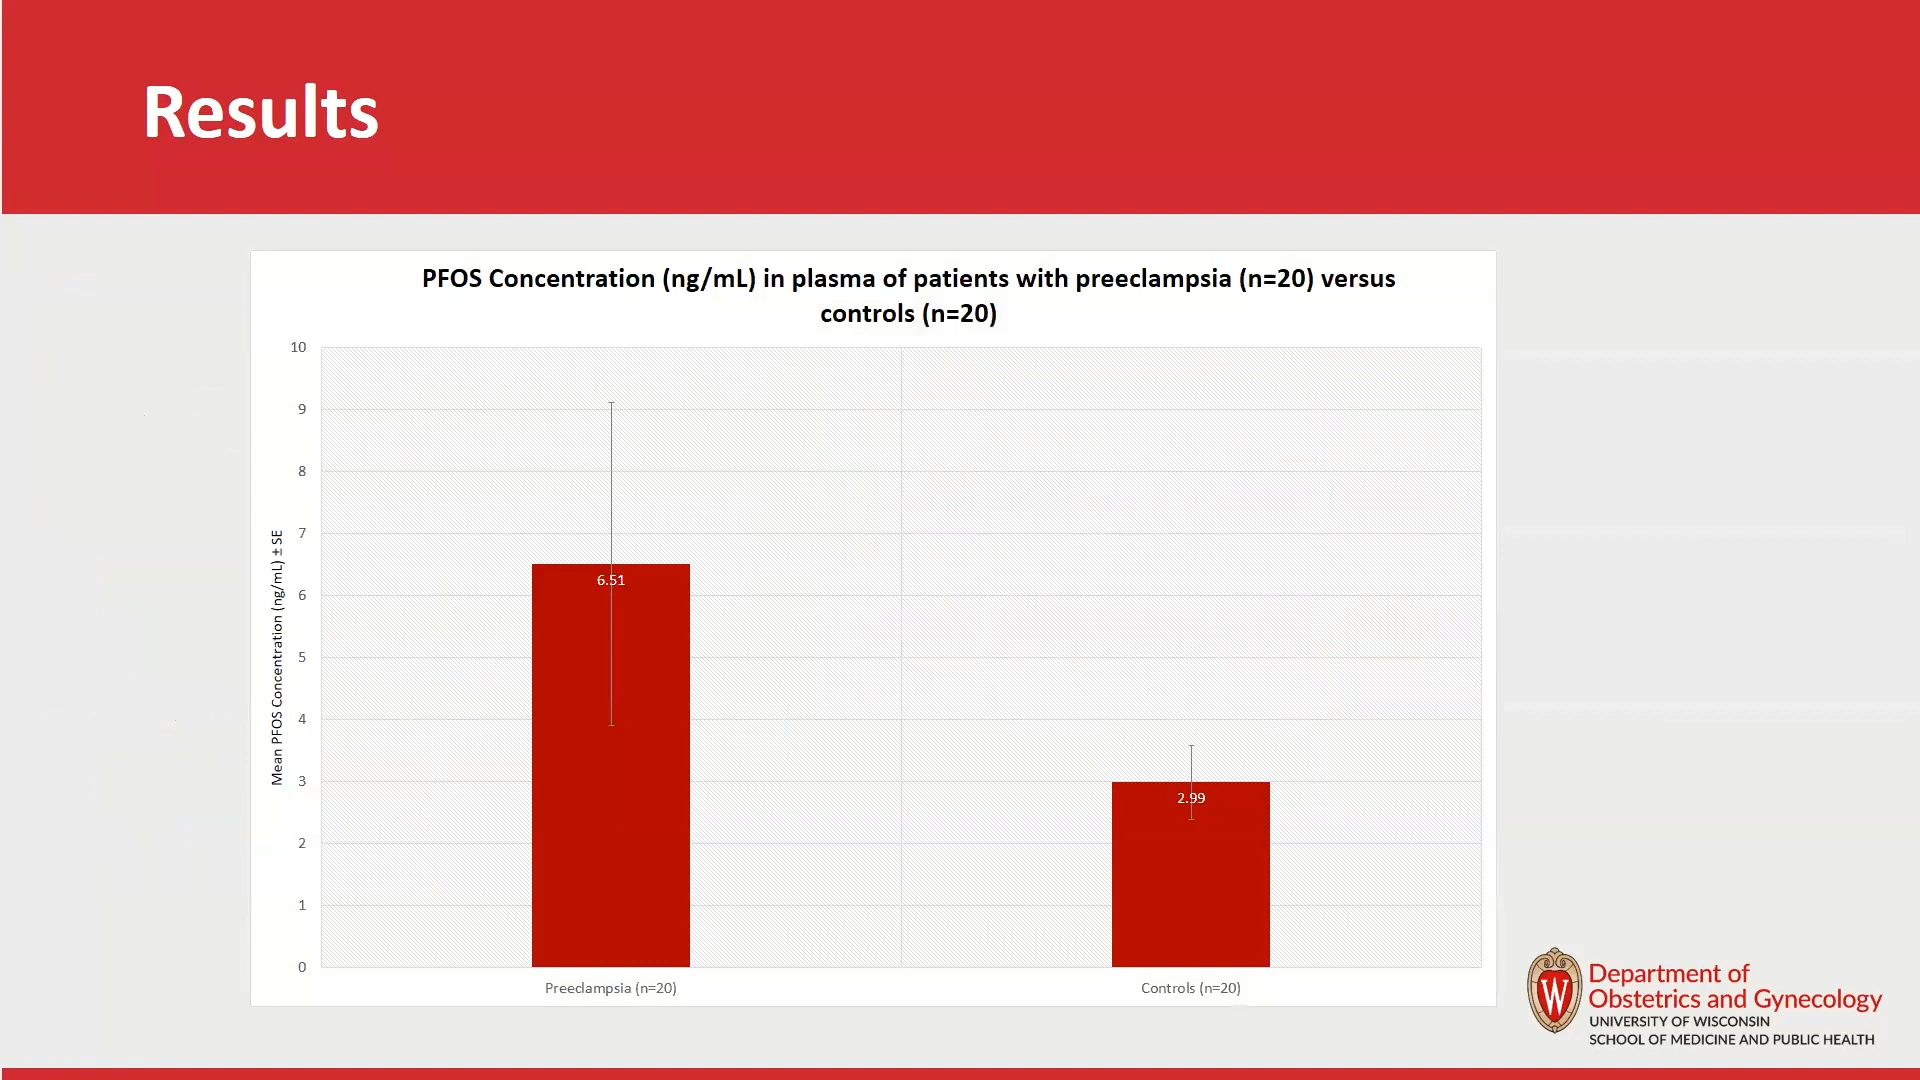 Results
PFOS Concentration (ng/mL) in plasma of patients with preeclampsia (n=20) versus
controls (n=20)
10
9
8
7
6
5
4
3
2
1
0
Mean PFOS Concentration (ng/mL) ± SE
6.51
2.99
Preeclampsia (n=20)
Controls (n=20)
W
Department of
Obstetrics and Gynecology
UNIVERSITY OF WISCONSIN
SCHOOL OF MEDICINE AND PUBLIC HEALTH